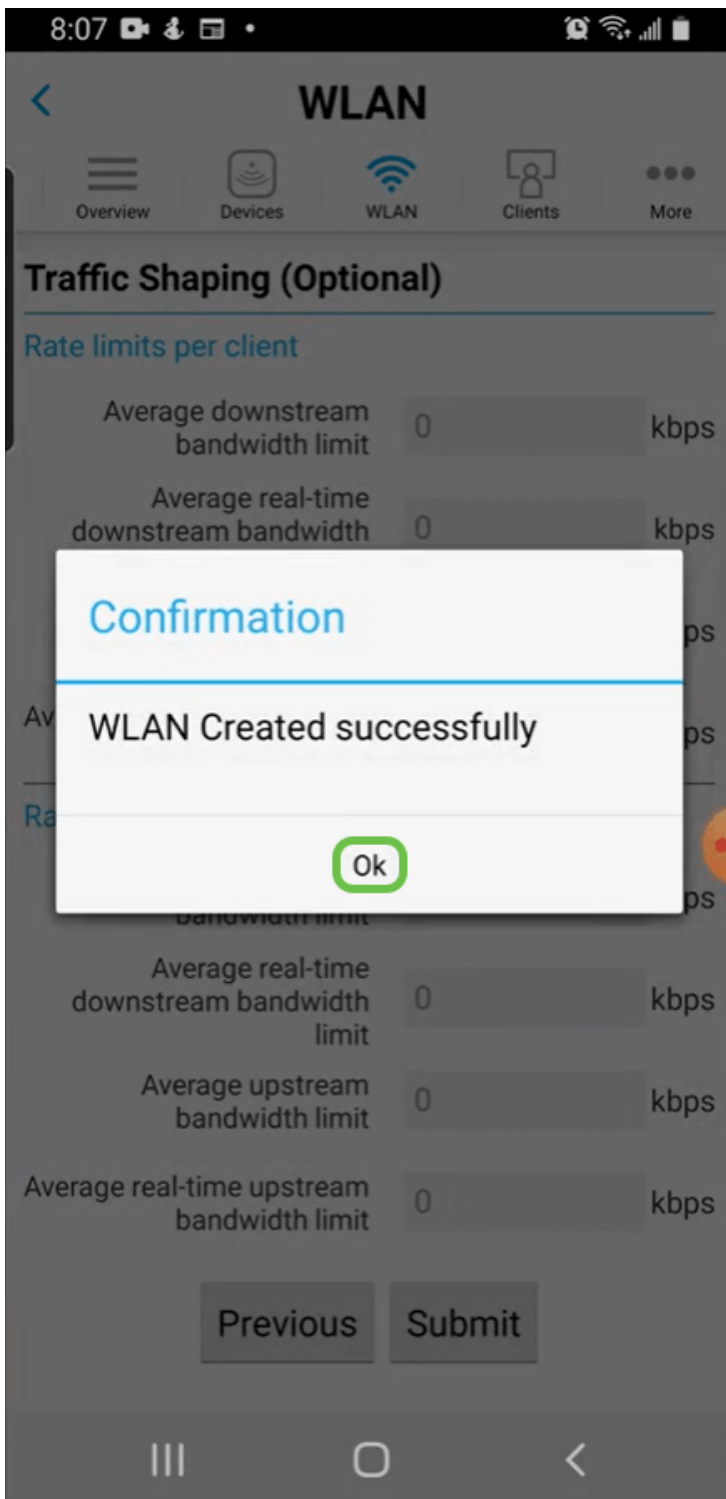 8:07
WLAN
Overview
Devices
WLAN
Clients
More
Traffic Shaping (Optional)
Rate limits per client
Average downstream
bandwidth limit
0
kbps
Average real-time
downstream bandwidth
0
kbps
Confirmation
WLAN Created successfully
Ok
bandwidth limit
Average real-time
downstream bandwidth
limit
0
kbps
Average upstream
bandwidth limit
0
kbps
Average real-time upstream
bandwidth limit
0
kbps
Previous
Submit